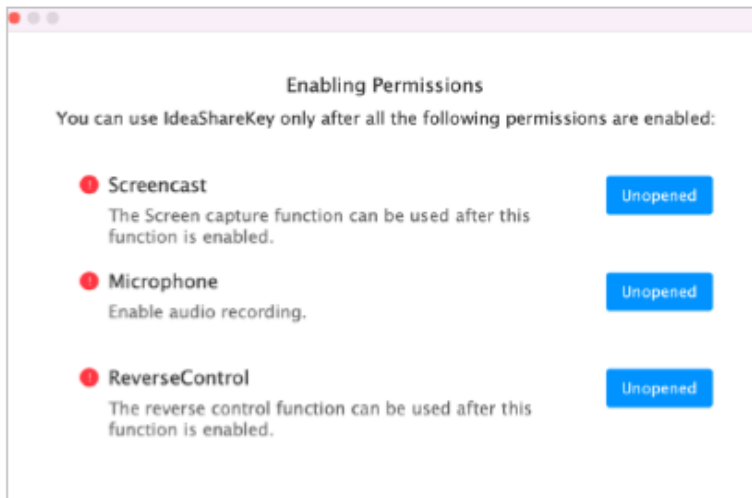 Enabling Permissions
You can use IdeaShareKey only after all the following permissions are enabled:
Screencast
Unopened
The Screen capture function can be used after this
function is enabled.
Microphone
Unopened
Enable audio recording.
ReverseControl
Unopened
The reverse control function can be used after this
function is enabled.